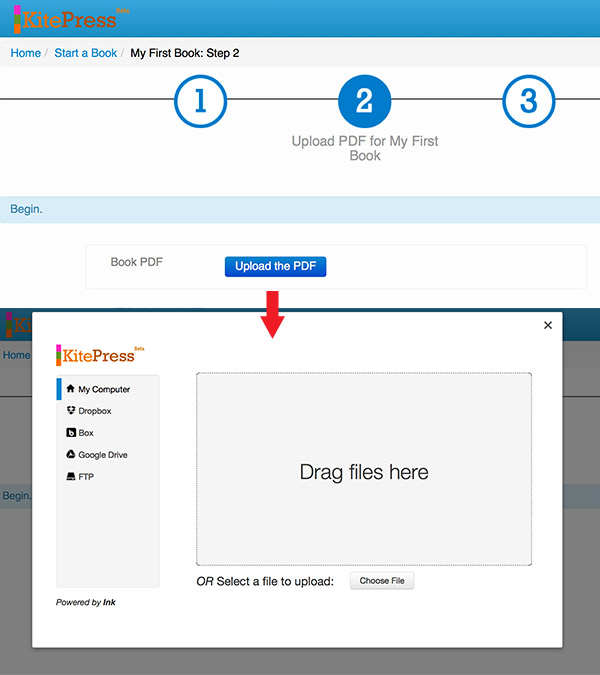 KitePress Beta
Home / Start a Book / My First Book: Step 2
1
2
3
Upload PDF for My First
Book
Begin.
Book PDF
Upload the PDF
Ki
Home
×
KitePress Beta
My Computer
Dropbox
Box
Google Drive
FTP
Drag files here
Begin.
OR Select a file to upload:
Choose File
Powered by Ink